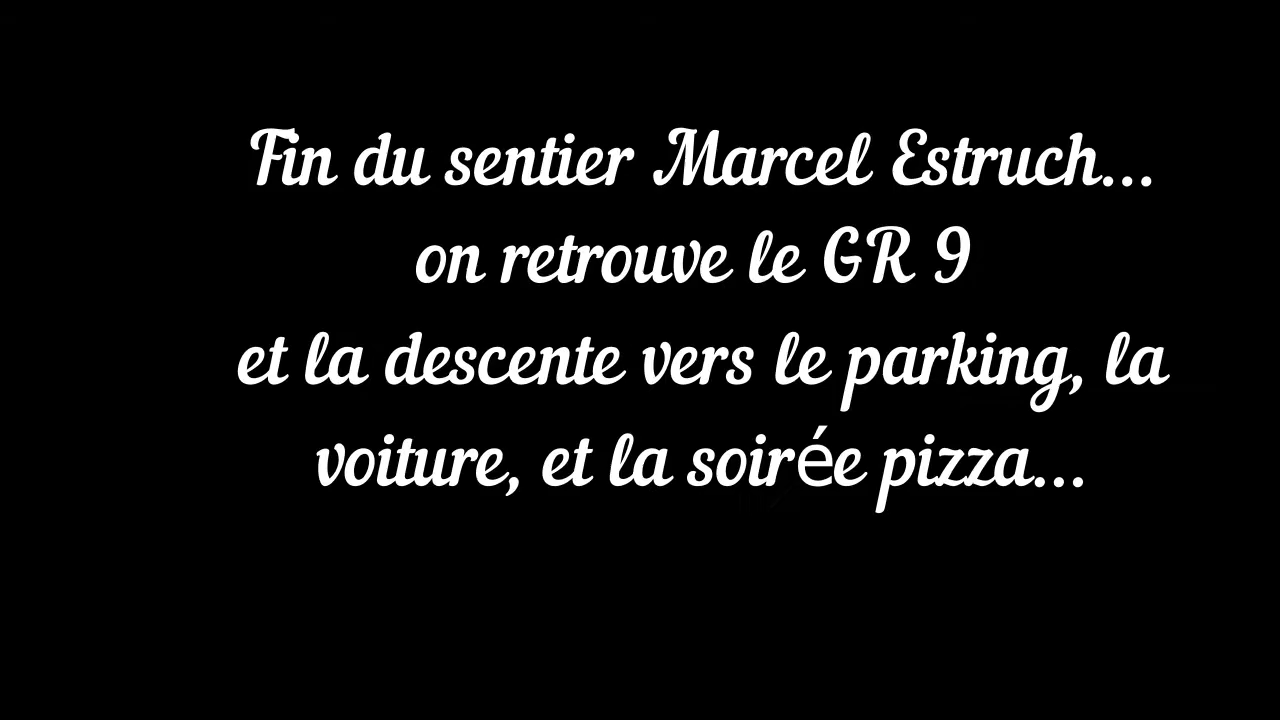 Fin du sentier Marcel Estruch...
on retrouve le GR 9
et la descente vers le parking, la
voiture, et la soirée pizza...